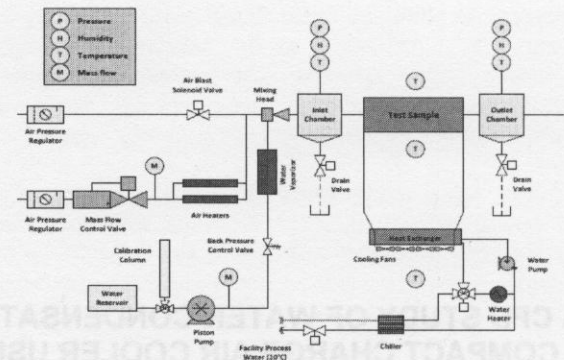 P Pressure
H Humidity
T Temperature
M Mass flow
P
H
T
P
H
T
Air Blast
Solenoid Valve
Mixing
Head
T
Inlet
Chamber
Test Sample
Outlet
Chamber
Air Pressure
Regulator
M
Water
Vaporizer
T
Drain
Valve
Drain
Valve
Air Pressure
Regulator
Mass Flow
Control Valve
Air Heaters
Calibration
Column
Back Pressure
Control Valve
Heat Exchanger
Cooling Fans
Water
Pump
M
T
Water
Reservoir
Water
Heater
Piston
Pump
Chiller
Facility Process
Water (10°C)